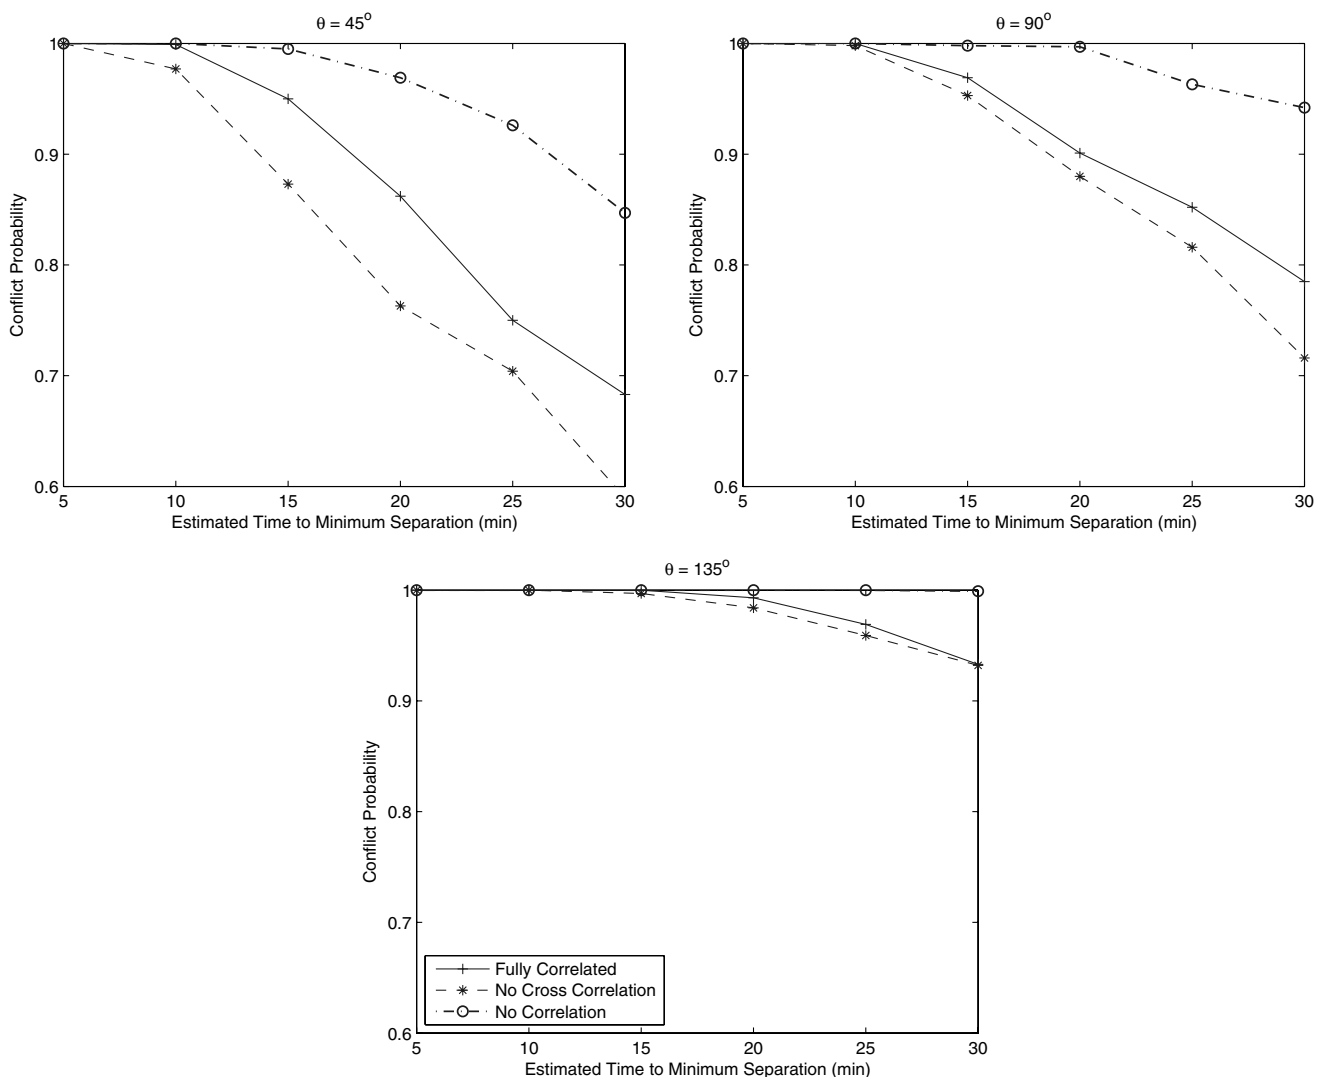 θ = 45°
1
0.9
0.8
0.7
0.6
Conflict Probability
5 10 15 20 25 30
Estimated Time to Minimum Separation (min)
θ = 90°
1
0.9
0.8
0.7
0.6
Conflict Probability
5 10 15 20 25 30
Estimated Time to Minimum Separation (min)
θ = 135°
1
0.9
0.8
0.7
0.6
Conflict Probability
Fully Correlated
No Cross Correlation
No Correlation
5 10 15 20 25 30
Estimated Time to Minimum Separation (min)